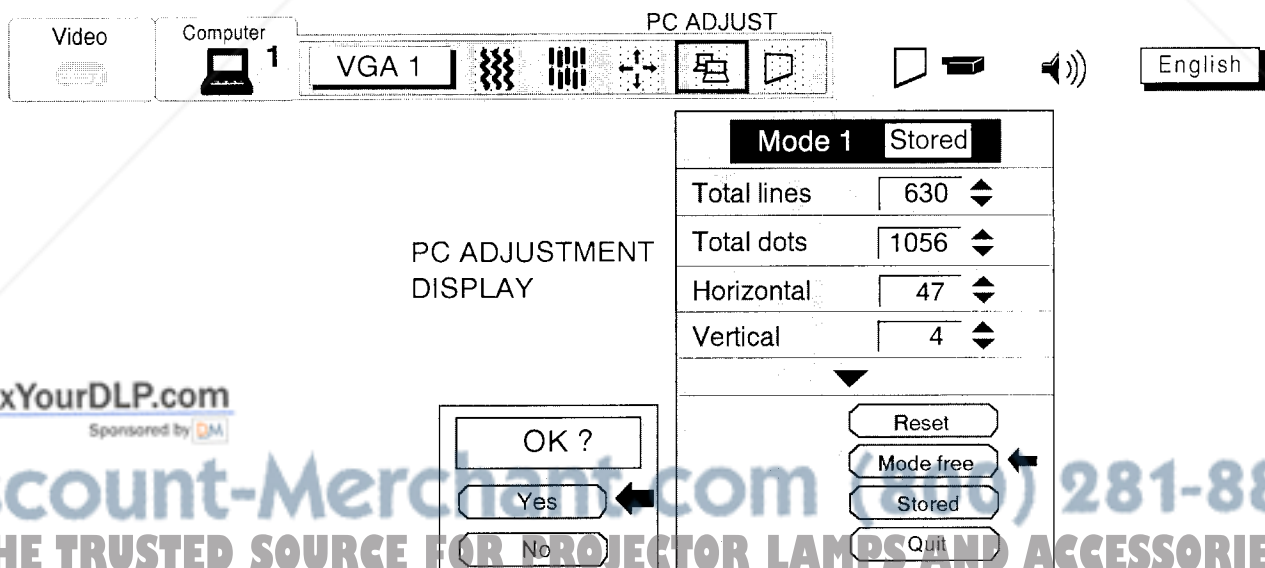 PC ADJUST
Video Computer 1 VGA 1 English
Mode 1 Stored
Total lines 630
Total dots 1056
PC ADJUSTMENT
DISPLAY
Horizontal 47
Vertical 4
xYourDLP.com
Sponsored by DM
OK ?
Yes
No
Reset
Mode free
Stored
Quit
scount-Merchant.com (800) 281-88
HE TRUSTED SOURCE FOR PROJECTOR LAMPS AND ACCESSORIE